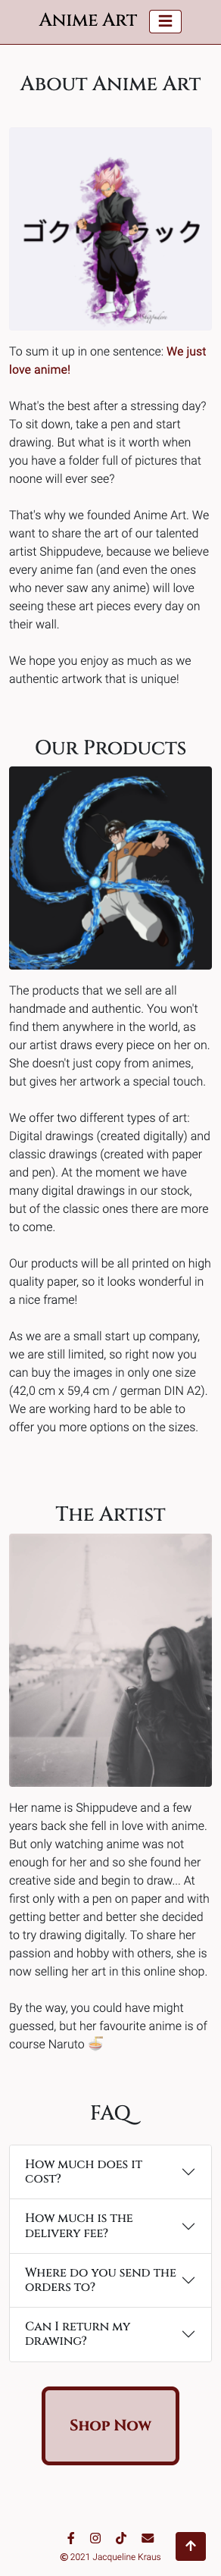 Anime Art
About Anime Art
ゴク ラック
Shippudeve
To sum it up in one sentence: We just
love anime!
What's the best after a stressing day?
To sit down, take a pen and start
drawing. But what is it worth when
you have a folder full of pictures that
noone will ever see?
That's why we founded Anime Art. We
want to share the art of our talented
artist Shippudeve, because we believe
every anime fan (and even the ones
who never saw any anime) will love
seeing these art pieces every day on
their wall.
We hope you enjoy as much as we
authentic artwork that is unique!
Our Products
The products that we sell are all
handmade and authentic. You won't
find them anywhere in the world, as
our artist draws every piece on her on.
She doesn't just copy from animes,
but gives her artwork a special touch.
We offer two different types of art:
Digital drawings (created digitally) and
classic drawings (created with paper
and pen). At the moment we have
many digital drawings in our stock,
but of the classic ones there are more
to come.
Our products will be all printed on high
quality paper, so it looks wonderful in
a nice frame!
As we are a small start up company,
we are still limited, so right now you
can buy the images in only one size
(42,0 cm x 59,4 cm / german DIN A2).
We are working hard to be able to
offer you more options on the sizes.
The Artist
Her name is Shippudeve and a few
years back she fell in love with anime.
But only watching anime was not
enough for her and so she found her
creative side and begin to draw... At
first only with a pen on paper and with
getting better and better she decided
to try drawing digitally. To share her
passion and hobby with others, she is
now selling her art in this online shop.
By the way, you could have might
guessed, but her favourite anime is of
course Naruto 🍜
FAQ
How much does it
cost?
How much is the
delivery fee?
Where do you send the
orders to?
Can I return my
drawing?
Shop Now
© 2021 Jacqueline Kraus